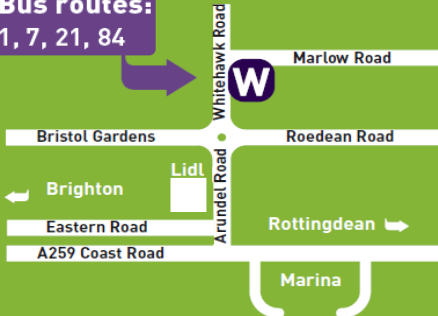 Bus routes:
1, 7, 21, 84
Whitehawk Road
Marlow Road
W
Bristol Gardens
Roedean Road
Lidl
Brighton
Arundel Road
Eastern Road
Rottingdean
A259 Coast Road
Marina